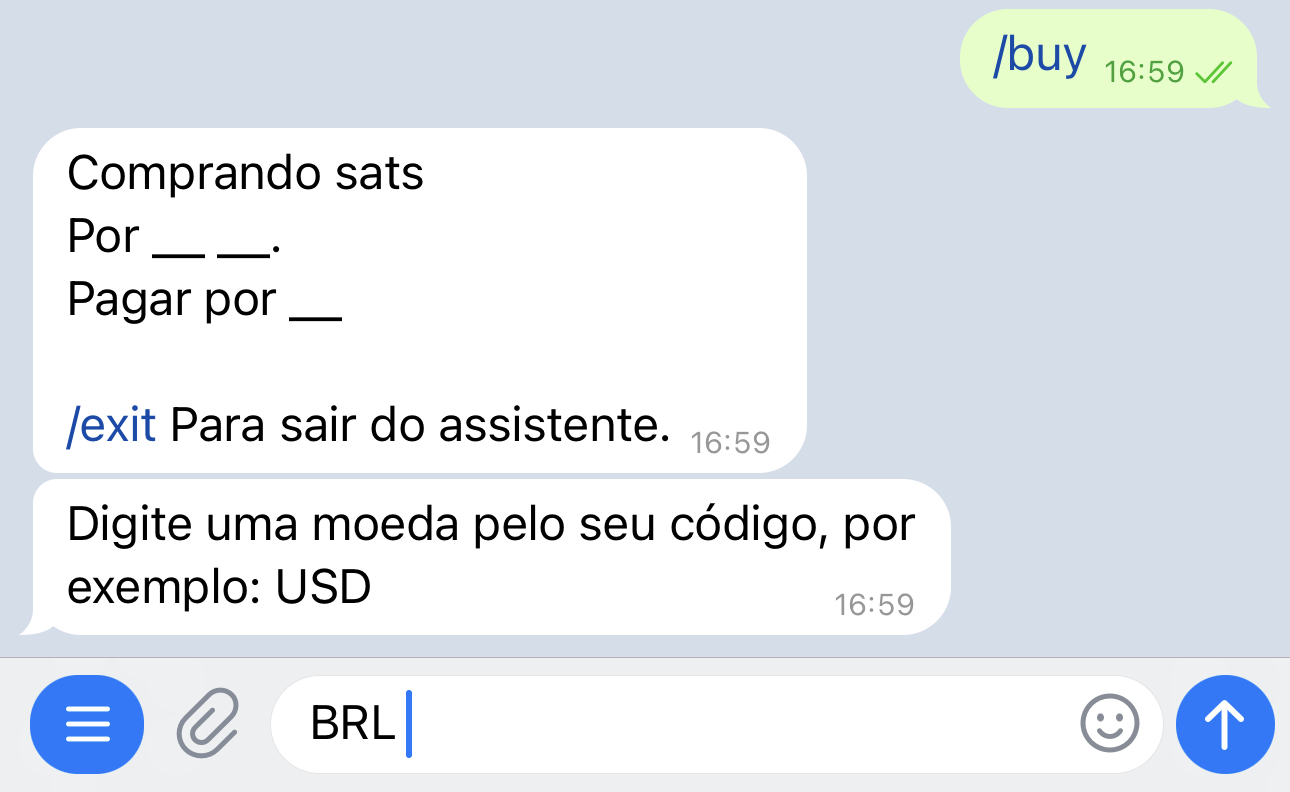 /buy 16:59
Comprando sats
Por __ __.
Pagar por __
/exit Para sair do assistente. 16:59
Digite uma moeda pelo seu código, por
exemplo: USD 16:59
BRL